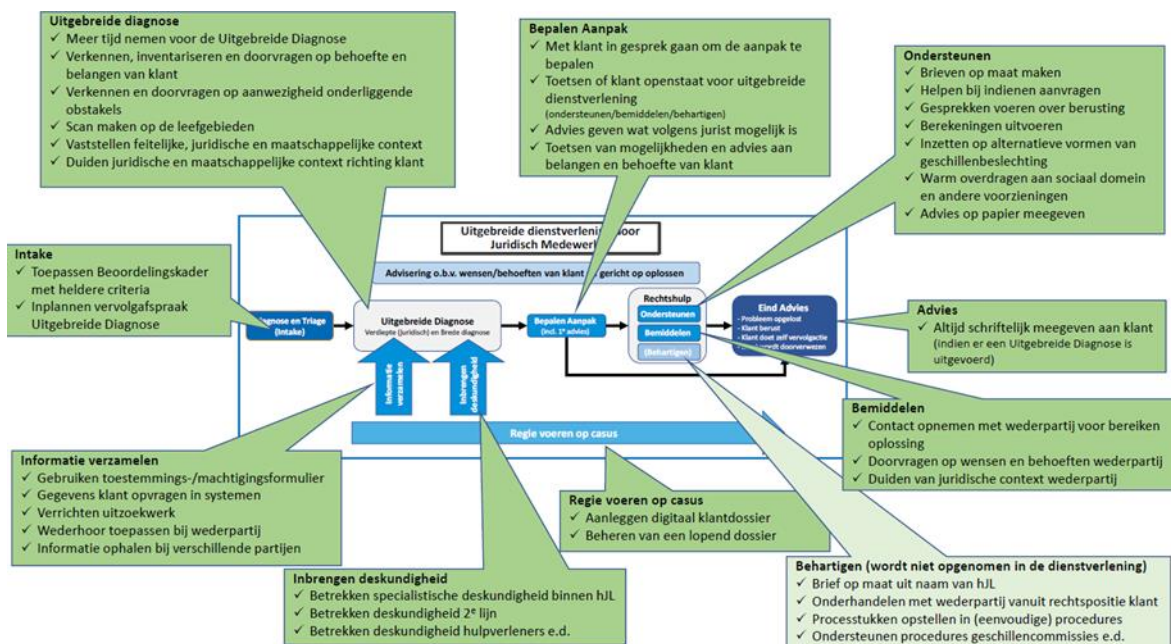 Uitgebreide diagnose
✓ Meer tijd nemen voor de Uitgebreide Diagnose
✓ Verkennen, inventariseren en doorvragen op behoefte en
belangen van klant
✓ Verkennen en doorvragen op aanwezigheid onderliggende
obstakels
✓ Scan maken op de leefgebieden
✓ Vaststellen feitelijke, juridische en maatschappelijke context
✓ Duiden juridische en maatschappelijke context richting klant
Bepalen Aanpak
✓ Met klant in gesprek gaan om de aanpak te
bepalen
✓ Toetsen of klant openstaat voor uitgebreide
dienstverlening
(ondersteunen/bemiddelen/behartigen)
✓ Advies geven wat volgens jurist mogelijk is
✓ Toetsen van mogelijkheden en advies aan
belangen en behoefte van klant
Ondersteunen
✓ Brieven op maat maken
✓ Helpen bij indienen aanvragen
✓ Gesprekken voeren over berusting
✓ Berekeningen uitvoeren
✓ Inzetten op alternatieve vormen van
geschillenbeslechting
✓ Warm overdragen aan sociaal domein
en andere voorzieningen
✓ Advies op papier meegeven
Intake
✓ Toepassen Beoordelingskader
met heldere criteria
✓ Inplannen vervolgafspraak
Uitgebreide Diagnose
Uitgebreide dienstverlening door
Juridisch Medewerk
Advisering o.b.v. wensen/behoeften van klant gericht op oplossen
agnose en Triage
(Intake)
Uitgebreide Diagnose
Verdiepte (juridisch) en Brede diagnose
Bepalen Aanpak
(incl. 1e advies)
Rechtshulp
Ondersteunen
Bemiddelen
(Behartigen)
Eind Advies
- Probleem opgelost
- Klant berust
- Klant doet zelf vervolgactie
wordt doorverwezen
Informatie
verzamelen
Inbrengen
deskundigheid
Regie voeren op casus
Advies
✓ Altijd schriftelijk meegeven aan klant
(indien er een Uitgebreide Diagnose is
uitgevoerd)
Bemiddelen
✓ Contact opnemen met wederpartij voor bereiken
oplossing
✓ Doorvragen op wensen en behoeften wederpartij
✓ Duiden van juridische context wederpartij
Informatie verzamelen
✓ Gebruiken toestemmings-/machtigingsformulier
✓ Gegevens klant opvragen in systemen
✓ Verrichten uitzoekwerk
✓ Wederhoor toepassen bij wederpartij
✓ Informatie ophalen bij verschillende partijen
Regie voeren op casus
✓ Aanleggen digitaal klantdossier
✓ Beheren van een lopend dossier
Inbrengen deskundigheid
✓ Betrekken specialistische deskundigheid binnen hJL
✓ Betrekken deskundigheid 2e lijn
✓ Betrekken deskundigheid hulpverleners e.d.
Behartigen (wordt niet opgenomen in de dienstverlening)
✓ Brief op maat uit naam van hJL
✓ Onderhandelen met wederpartij vanuit rechtspositie klant
✓ Processtukken opstellen in (eenvoudige) procedures
✓ Ondersteunen procedures geschillencommissies e.d.